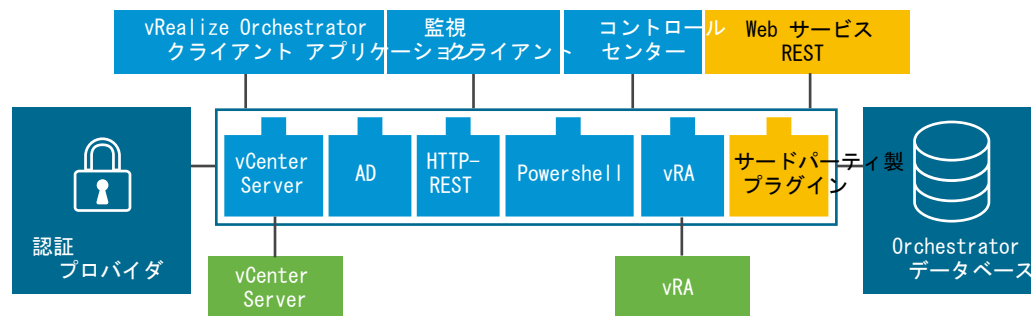 vRealize Orchestrator
クライアント アプリケーション
監視
クライアント
コントロール
センター
Web サービス
REST
認証
プロバイダ
vCenter
Server
AD
HTTP-
REST
Powershell
vRA
サードパーティ製
プラグイン
Orchestrator
データベース
vCenter
Server
vRA